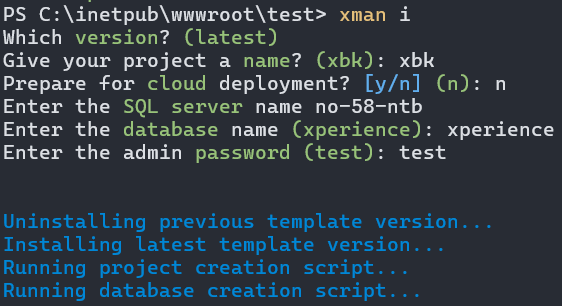 PS C:\inetpub\wwwroot\test> xman i
Which version? (latest)
Give your project a name? (xbk): xbk
Prepare for cloud deployment? [y/n] (n): n
Enter the SQL server name no-58-ntb
Enter the database name (xperience): xperience
Enter the admin password (test): test
Uninstalling previous template version...
Installing latest template version...
Running project creation script...
Running database creation script...